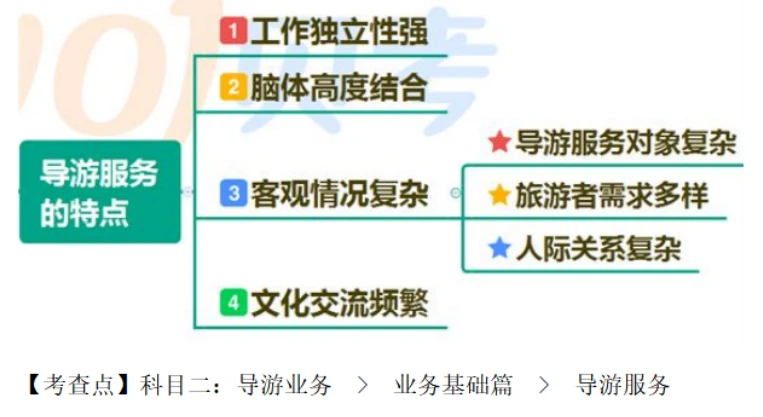 1 工作独立性强
2 脑体高度结合
导游服务
的特点
3 客观情况复杂
导游服务对象复杂
旅游者需求多样
人际关系复杂
4 文化交流频繁
【考查点】科目二：导游业务 > 业务基础篇 > 导游服务